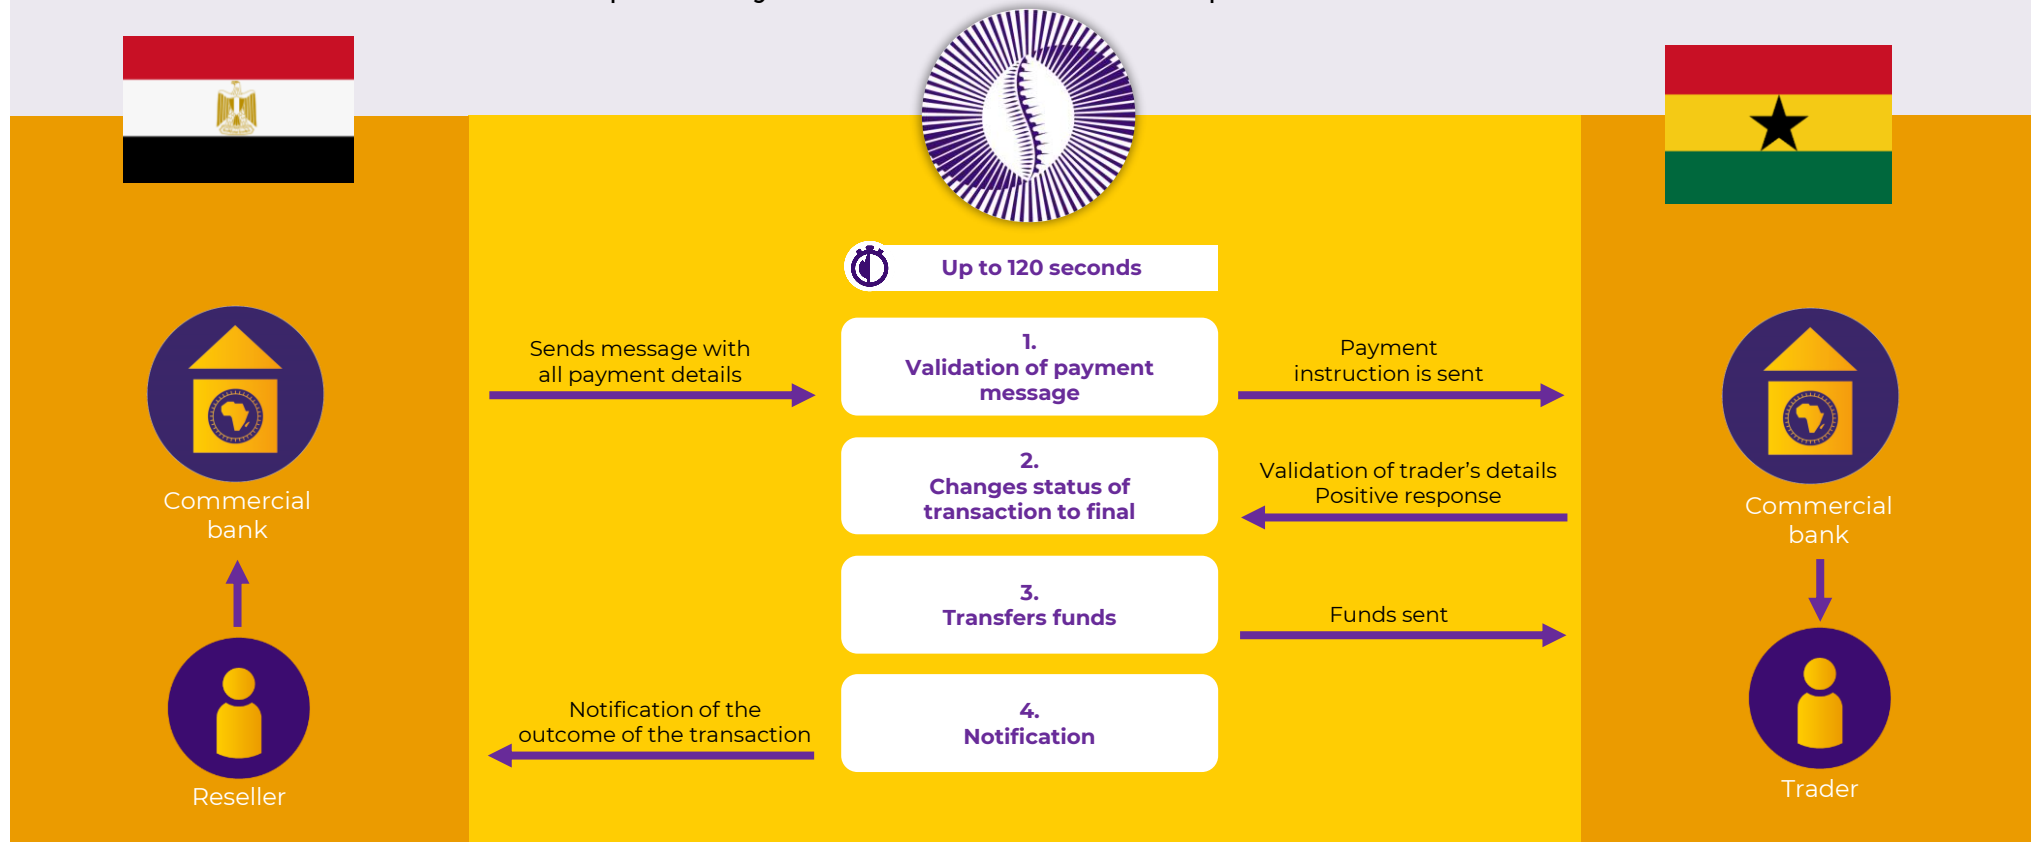 Up to 120 seconds
Sends message with
all payment details
1.
Validation of payment
message
Payment
instruction is sent
2.
Changes status of
transaction to final
Validation of trader’s details
Positive response
Commercial
bank
Commercial
bank
3.
Transfers funds
Funds sent
Notification of the
outcome of the transaction
4.
Notification
Reseller
Trader